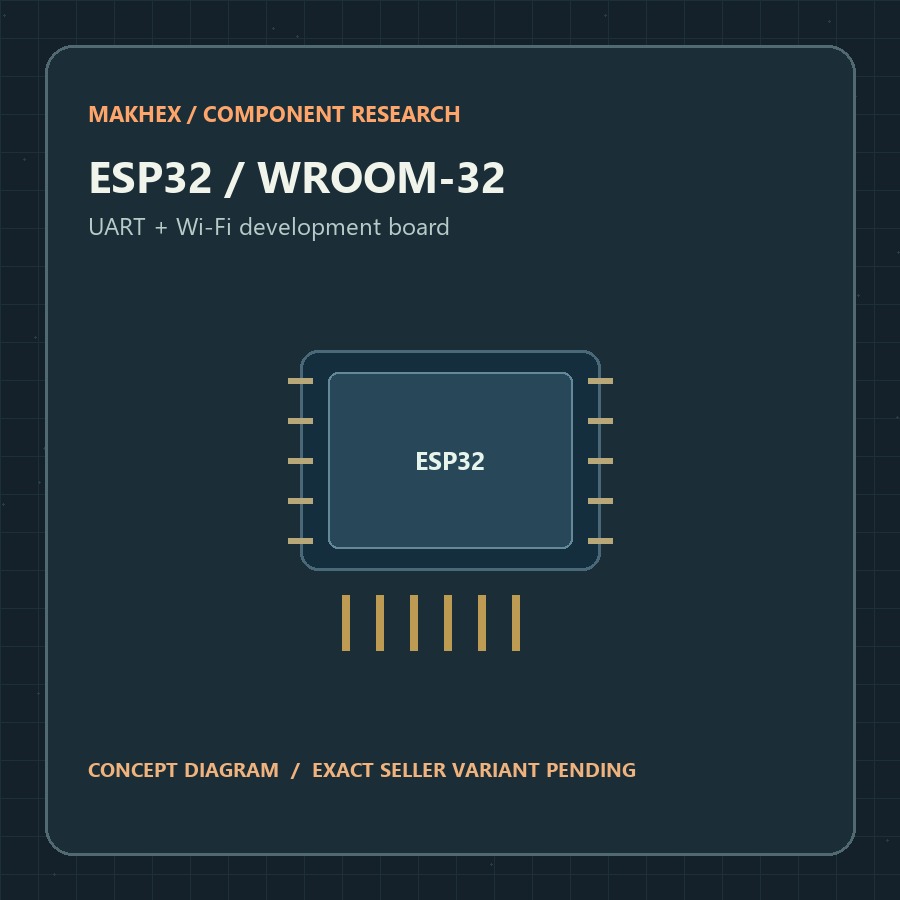 MAKHEX / COMPONENT RESEARCH
ESP32 / WROOM-32
UART + Wi-Fi development board
ESP32
CONCEPT DIAGRAM / EXACT SELLER VARIANT PENDING